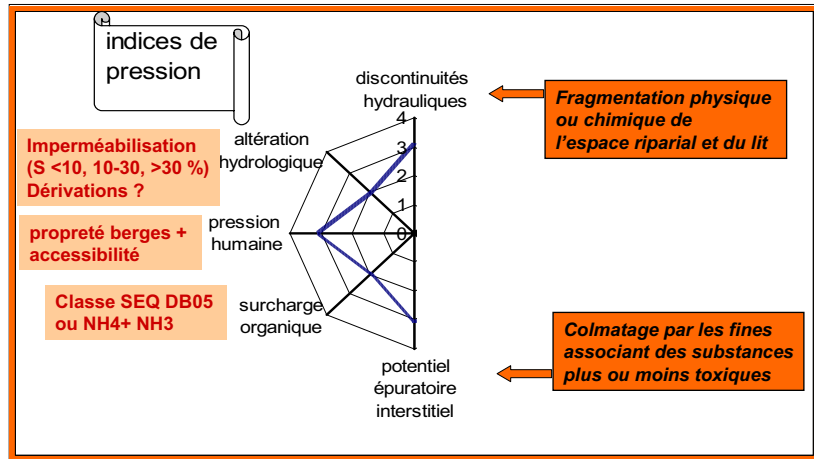 indices de
pression
discontinuités
hydrauliques
Fragmentation physique
ou chimique de
l'espace riparial et du lit
4
3
2
1
0
Imperméabilisation
(S <10, 10-30, >30 %)
Dérivations ?
altération
hydrologique
propreté berges +
accessibilité
pression
humaine
Classe SEQ DB05
ou NH4+ NH3
surcharge
organique
Colmatage par les fines
associant des substances
plus ou moins toxiques
potentiel
épuratoire
interstitiel